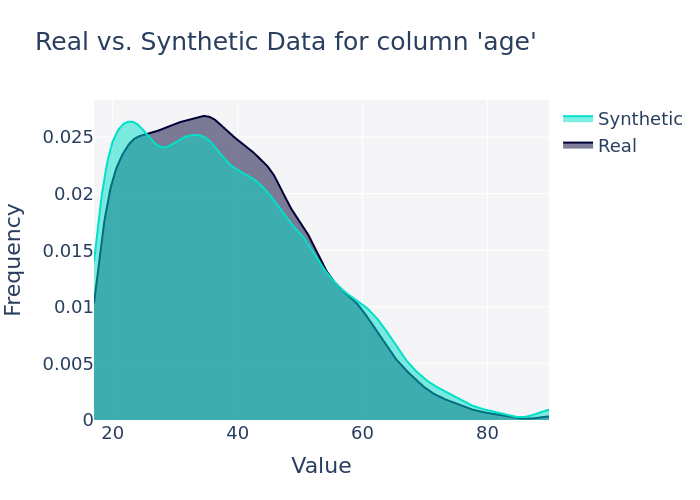 Real vs. Synthetic Data for column 'age'
Synthetic
Real
Frequency
0.025
0.02
0.015
0.01
0.005
0
20
40
60
80
Value